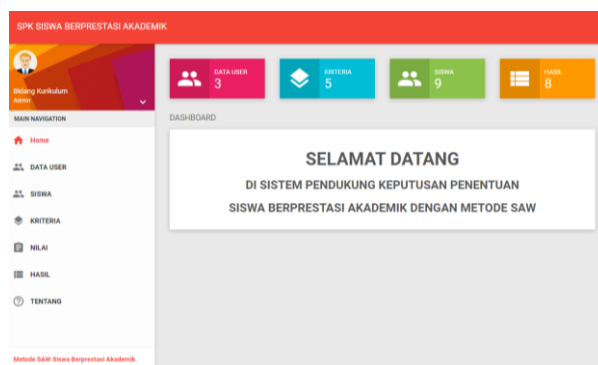 SPK SISWA BERPRESTASI AKADEMIK
Bidang Kurikulum
Admin
MAIN NAVIGATION
Home
DATA USER
SISWA
KRITERIA
NILAI
HASIL
TENTANG
Metode SAW Siswa Berprestasi Akademik.
DATA USER
3
KRITERIA
5
SISWA
9
HASIL
8
DASHBOARD
SELAMAT DATANG
DI SISTEM PENDUKUNG KEPUTUSAN PENENTUAN
SISWA BERPRESTASI AKADEMIK DENGAN METODE SAW